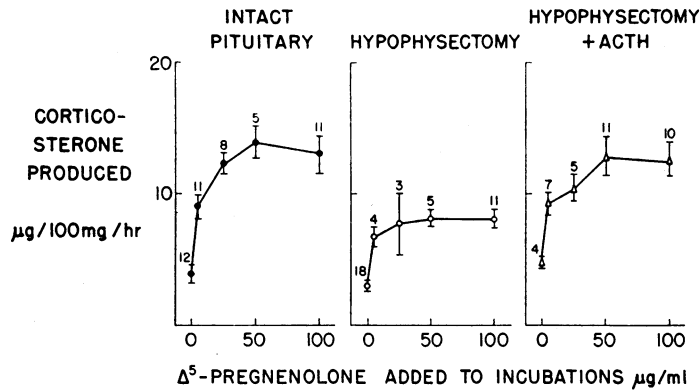 INTACT
PITUITARY
HYPOPHYSECTOMY
HYPOPHYSECTOMY
+ACTH
CORTICO-
STERONE
PRODUCED
μg/100mg/hr
20
10
12
11
8
5
11
18
4
3
5
11
4
7
5
11
10
0 50 100
0 50 100
0 50 100
Δ⁵-PREGNENOLONE ADDED TO INCUBATIONS μg/ml